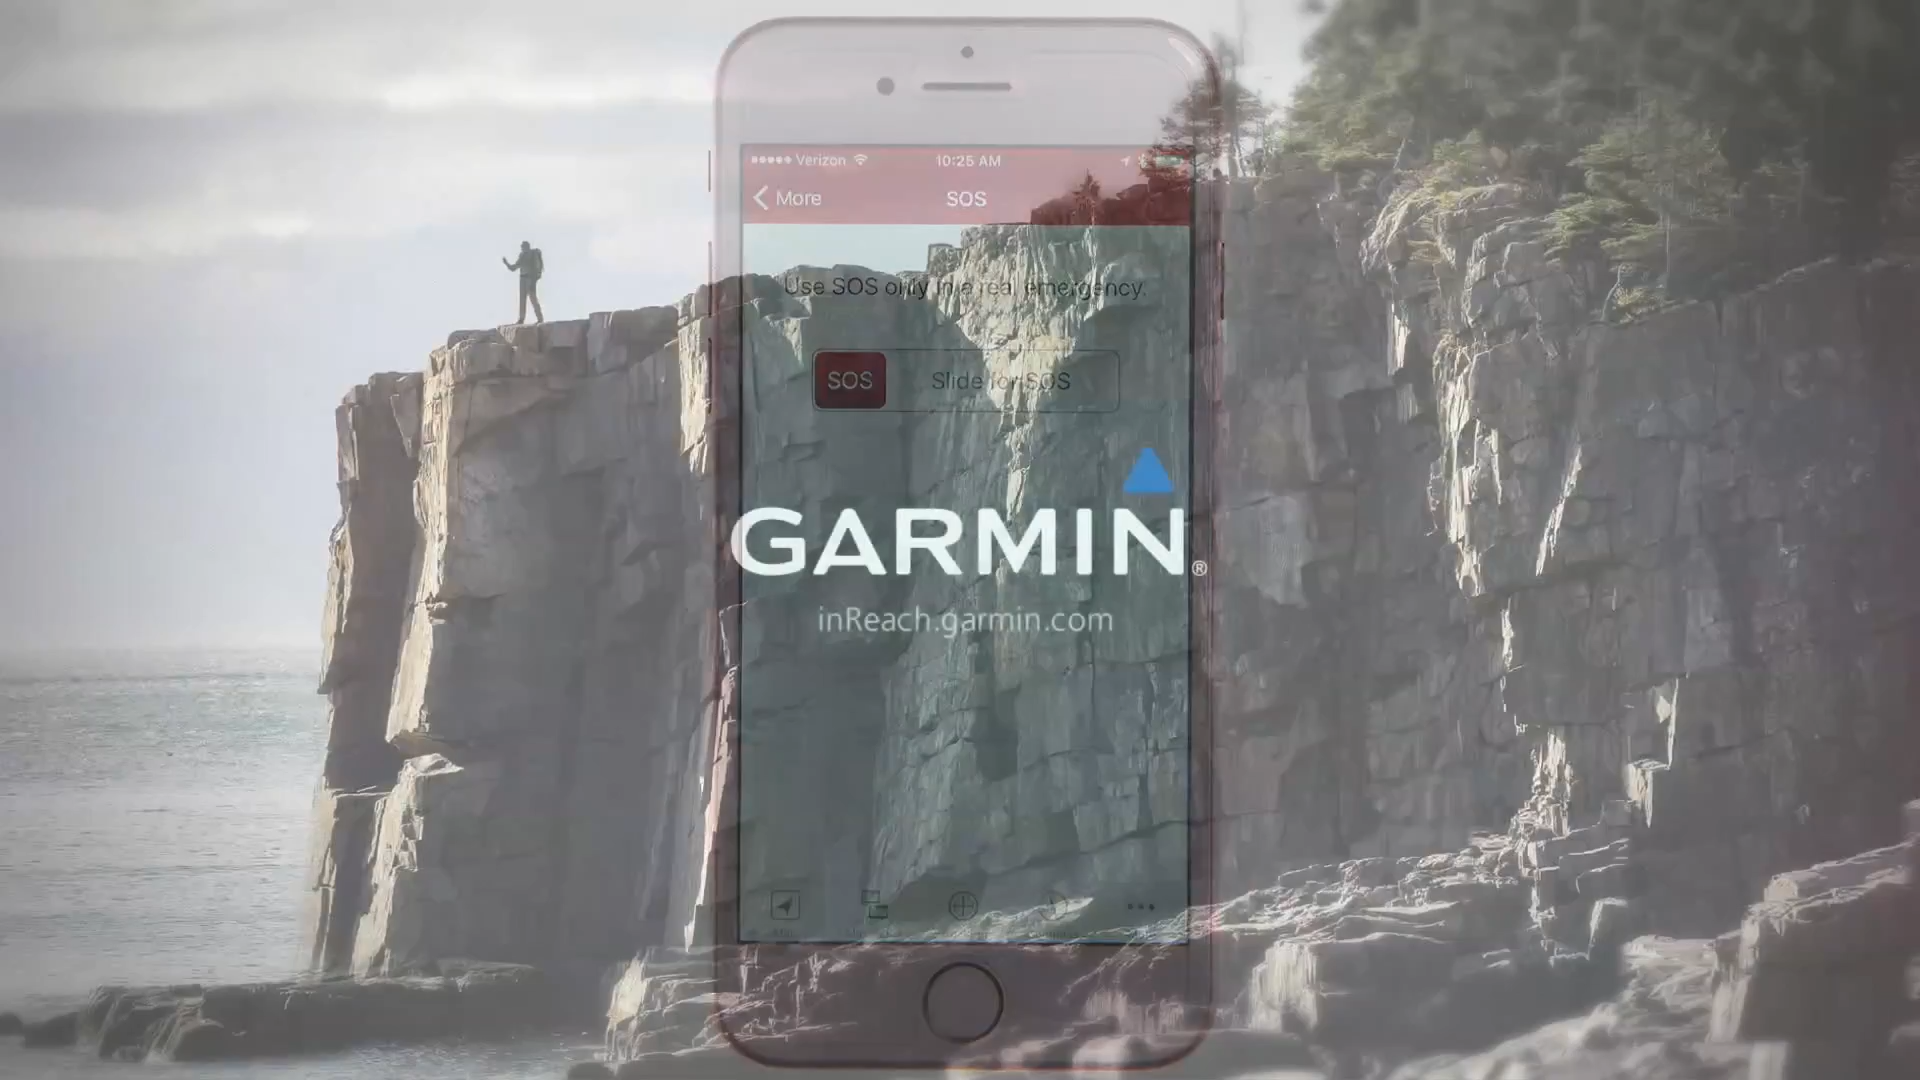 Verizon 10:25 AM
More SOS
Use SOS only in a real emergency.
SOS Slide for SOS
GARMIN®
inReach.garmin.com